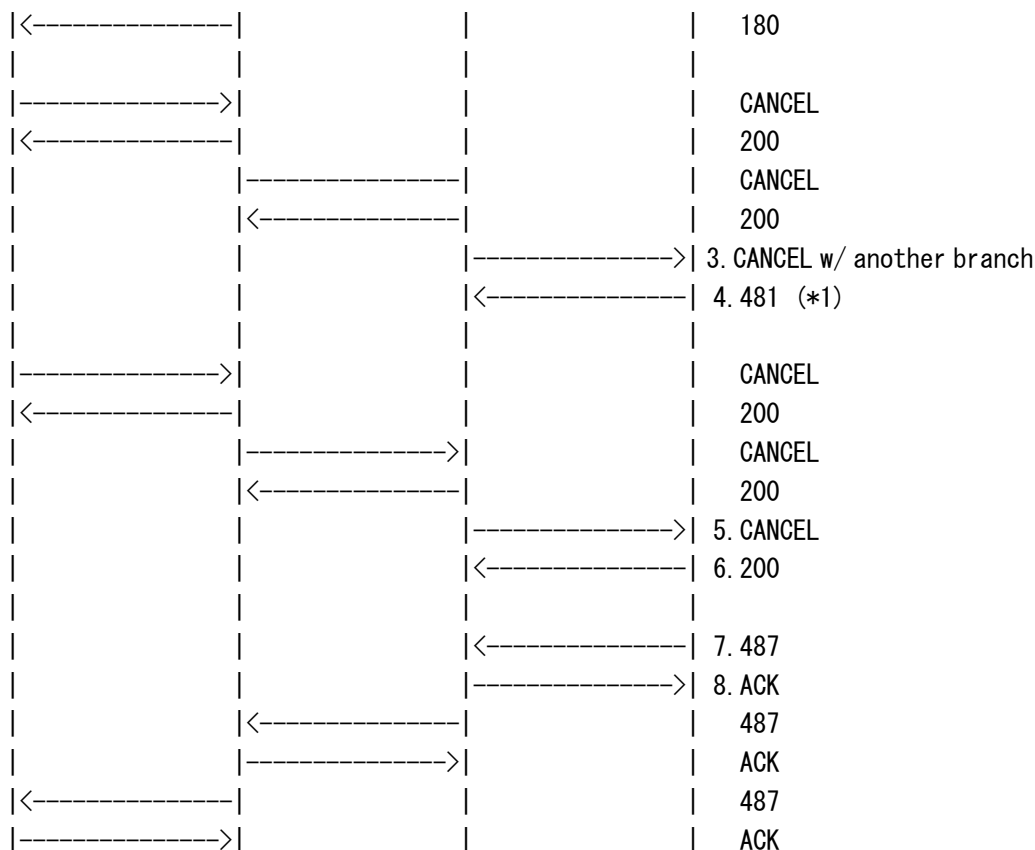 |<---------------|                |                |   180
|                |                |                |
|--------------->|                |                |   CANCEL
|<---------------|                |                |   200
|                |----------------|                |   CANCEL
|                |<---------------|                |   200
|                |                |--------------->| 3.CANCEL w/ another branch
|                |                |<---------------| 4.481 (*1)
|                |                |                |
|--------------->|                |                |   CANCEL
|<---------------|                |                |   200
|                |--------------->|                |   CANCEL
|                |<---------------|                |   200
|                |                |--------------->| 5.CANCEL
|                |                |<---------------| 6.200
|                |                |                |
|                |                |<---------------| 7.487
|                |                |--------------->| 8.ACK
|                |<---------------|                |   487
|                |--------------->|                |   ACK
|<---------------|                |                |   487
|--------------->|                |                |   ACK